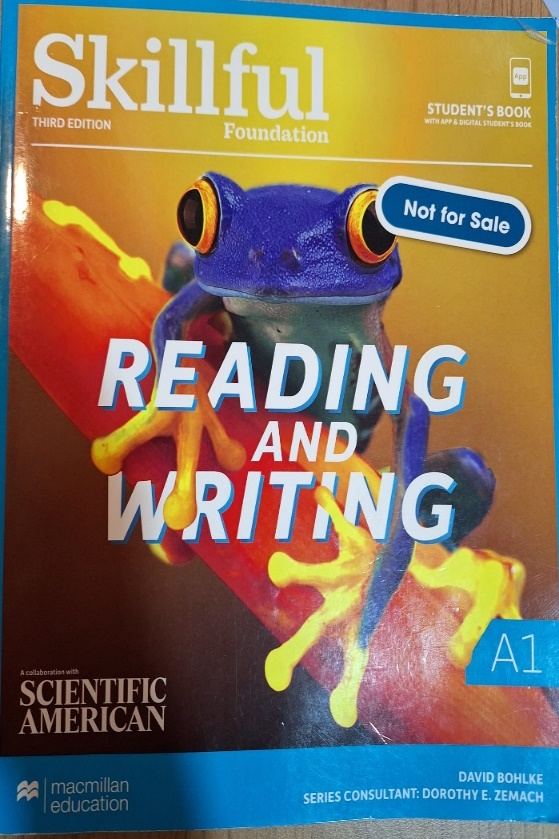 Skillful
THIRD EDITION
Foundation
App
STUDENT'S BOOK
WITH APP & DIGITAL STUDENT'S BOOK
Not for Sale
READING
AND
WRITING
A1
A collaboration with
SCIENTIFIC
AMERICAN
macmillan
education
DAVID BOHLKE
SERIES CONSULTANT: DOROTHY E. ZEMACH